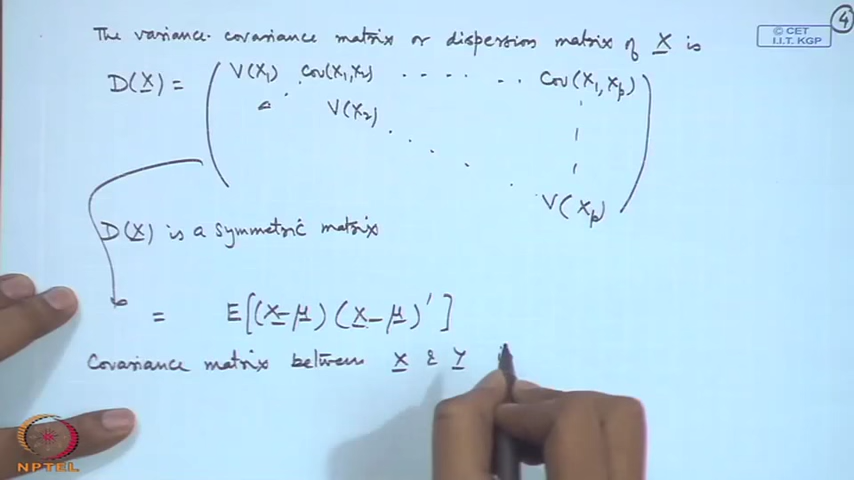 4
© CET
I.I.T. KGP
The variance-covariance matrix or dispersion matrix of X is
D(X) = ( V(X₁) Cov(X₁,X₂) . . . . . . Cov(X₁,Xₚ)
V(X₂)
V(Xₚ) )
D(X) is a symmetric matrix
= E[(X-μ)(X-μ)']
Covariance matrix between X & Y
NPTEL